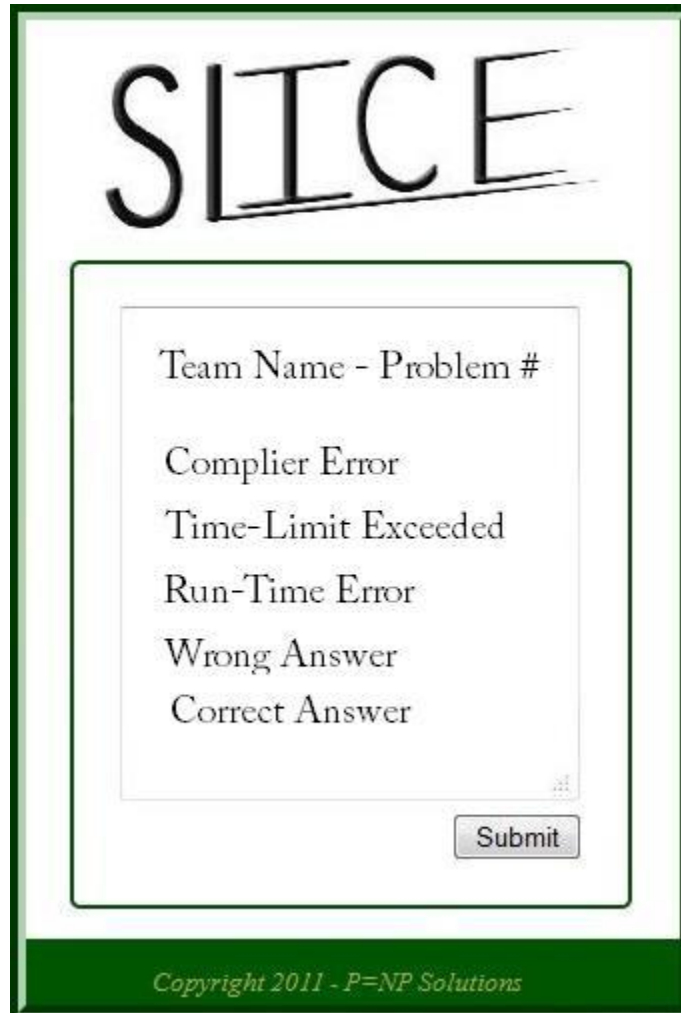 SLICE
Team Name - Problem #
Complier Error
Time-Limit Exceeded
Run-Time Error
Wrong Answer
Correct Answer
Submit
Copyright 2011 - P=NP Solutions